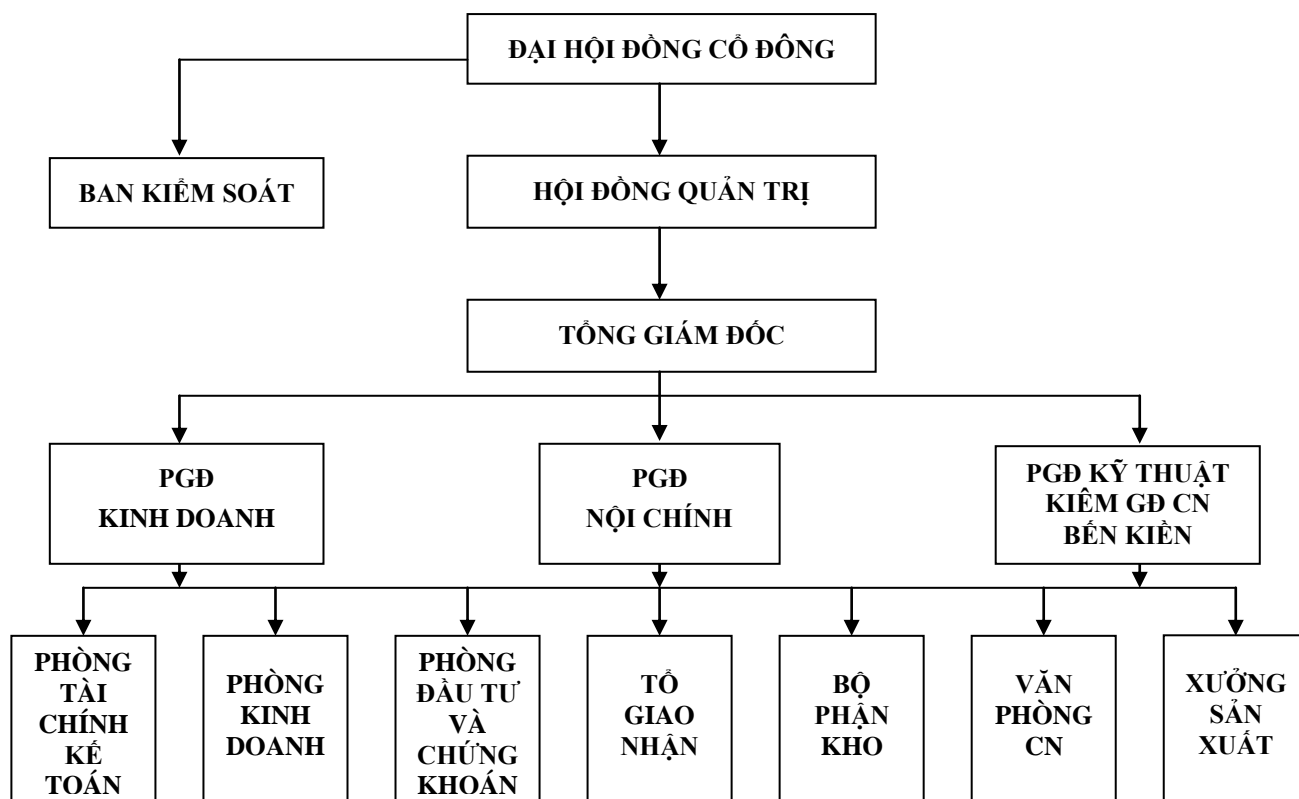 ĐẠI HỘI ĐỒNG CỔ ĐÔNG
BAN KIỂM SOÁT
HỘI ĐỒNG QUẢN TRỊ
TỔNG GIÁM ĐỐC
PGĐ
KINH DOANH
PGĐ
NỘI CHÍNH
PGĐ KỸ THUẬT
KIÊM GĐ CN
BẾN KIỀN
PHÒNG
TÀI
CHÍNH
KẾ
TOÁN
PHÒNG
KINH
DOANH
PHÒNG
ĐẦU TƯ
VÀ
CHỨNG
KHOÁN
TỔ
GIAO
NHẬN
BỘ
PHẬN
KHO
VĂN
PHÒNG
CN
XƯỞNG
SẢN
XUẤT